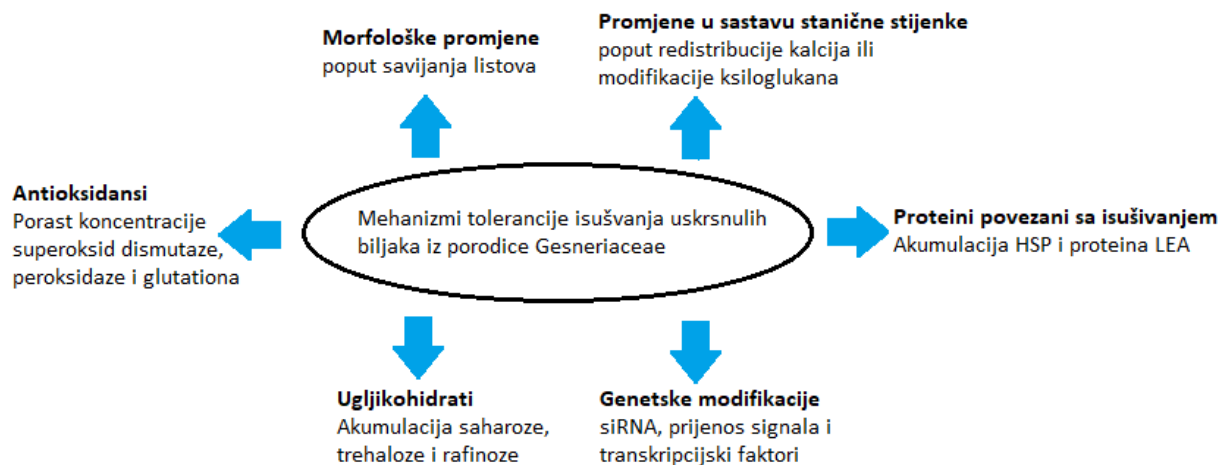 Morfološke promjene
poput savijanja listova
Promjene u sastavu stanične stijenke
poput redistribucije kalcija ili
modifikacije ksiloglukana
Antioksidansi
Porast koncentracije
superoksid dismutaze,
peroksidaze i glutationa
Mehanizmi tolerancije isušvanja uskrsnulih
biljaka iz porodice Gesneriaceae
Proteini povezani sa isušivanjem
Akumulacija HSP i proteina LEA
Ugljikohidrati
Akumulacija saharoze,
trehaloze i rafinoze
Genetske modifikacije
siRNA, prijenos signala i
transkripcijski faktori